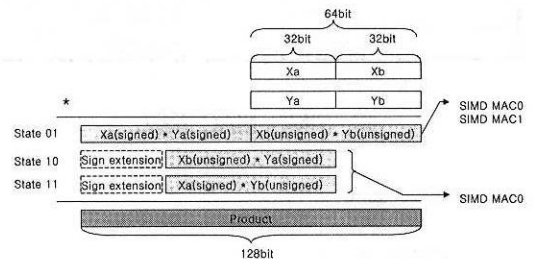 64bit
32bit 32bit
Xa Xb
Ya Yb
*
SIMD MAC0
SIMD MAC1
State 01 Xa(signed) * Ya(signed) Xb(unsigned) * Yb(unsigned)
State 10 Sign extension Xb(unsigned) * Ya(signed)
State 11 Sign extension Xa(signed) * Yb(unsigned)
SIMD MAC0
Product
128bit